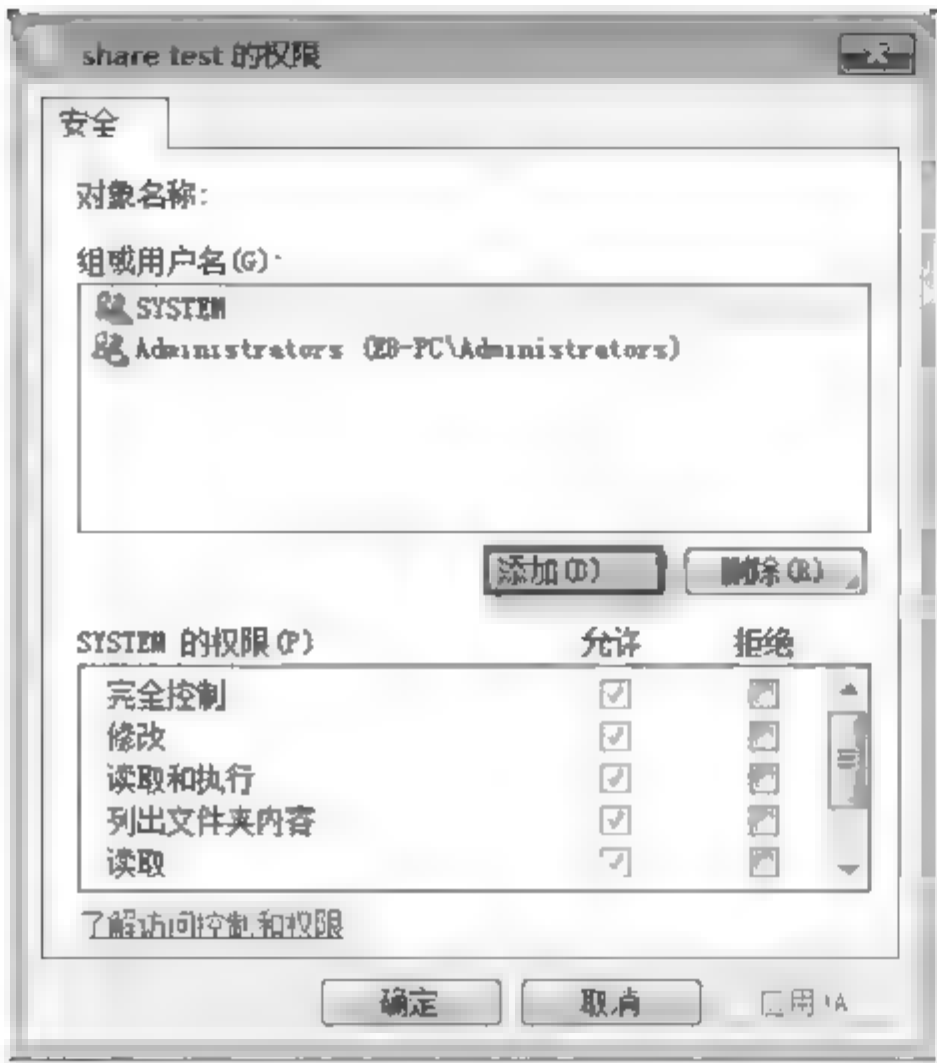 share test 的权限
安全
对象名称:
组或用户名(G):
SYSTEM
Administrators (EB-PC\Administrators)
添加(D) 删除(R)
SYSTEM 的权限(P) 允许 拒绝
完全控制
修改
读取和执行
列出文件夹内容
读取
了解访问控制和权限
确定 取消 应用(A